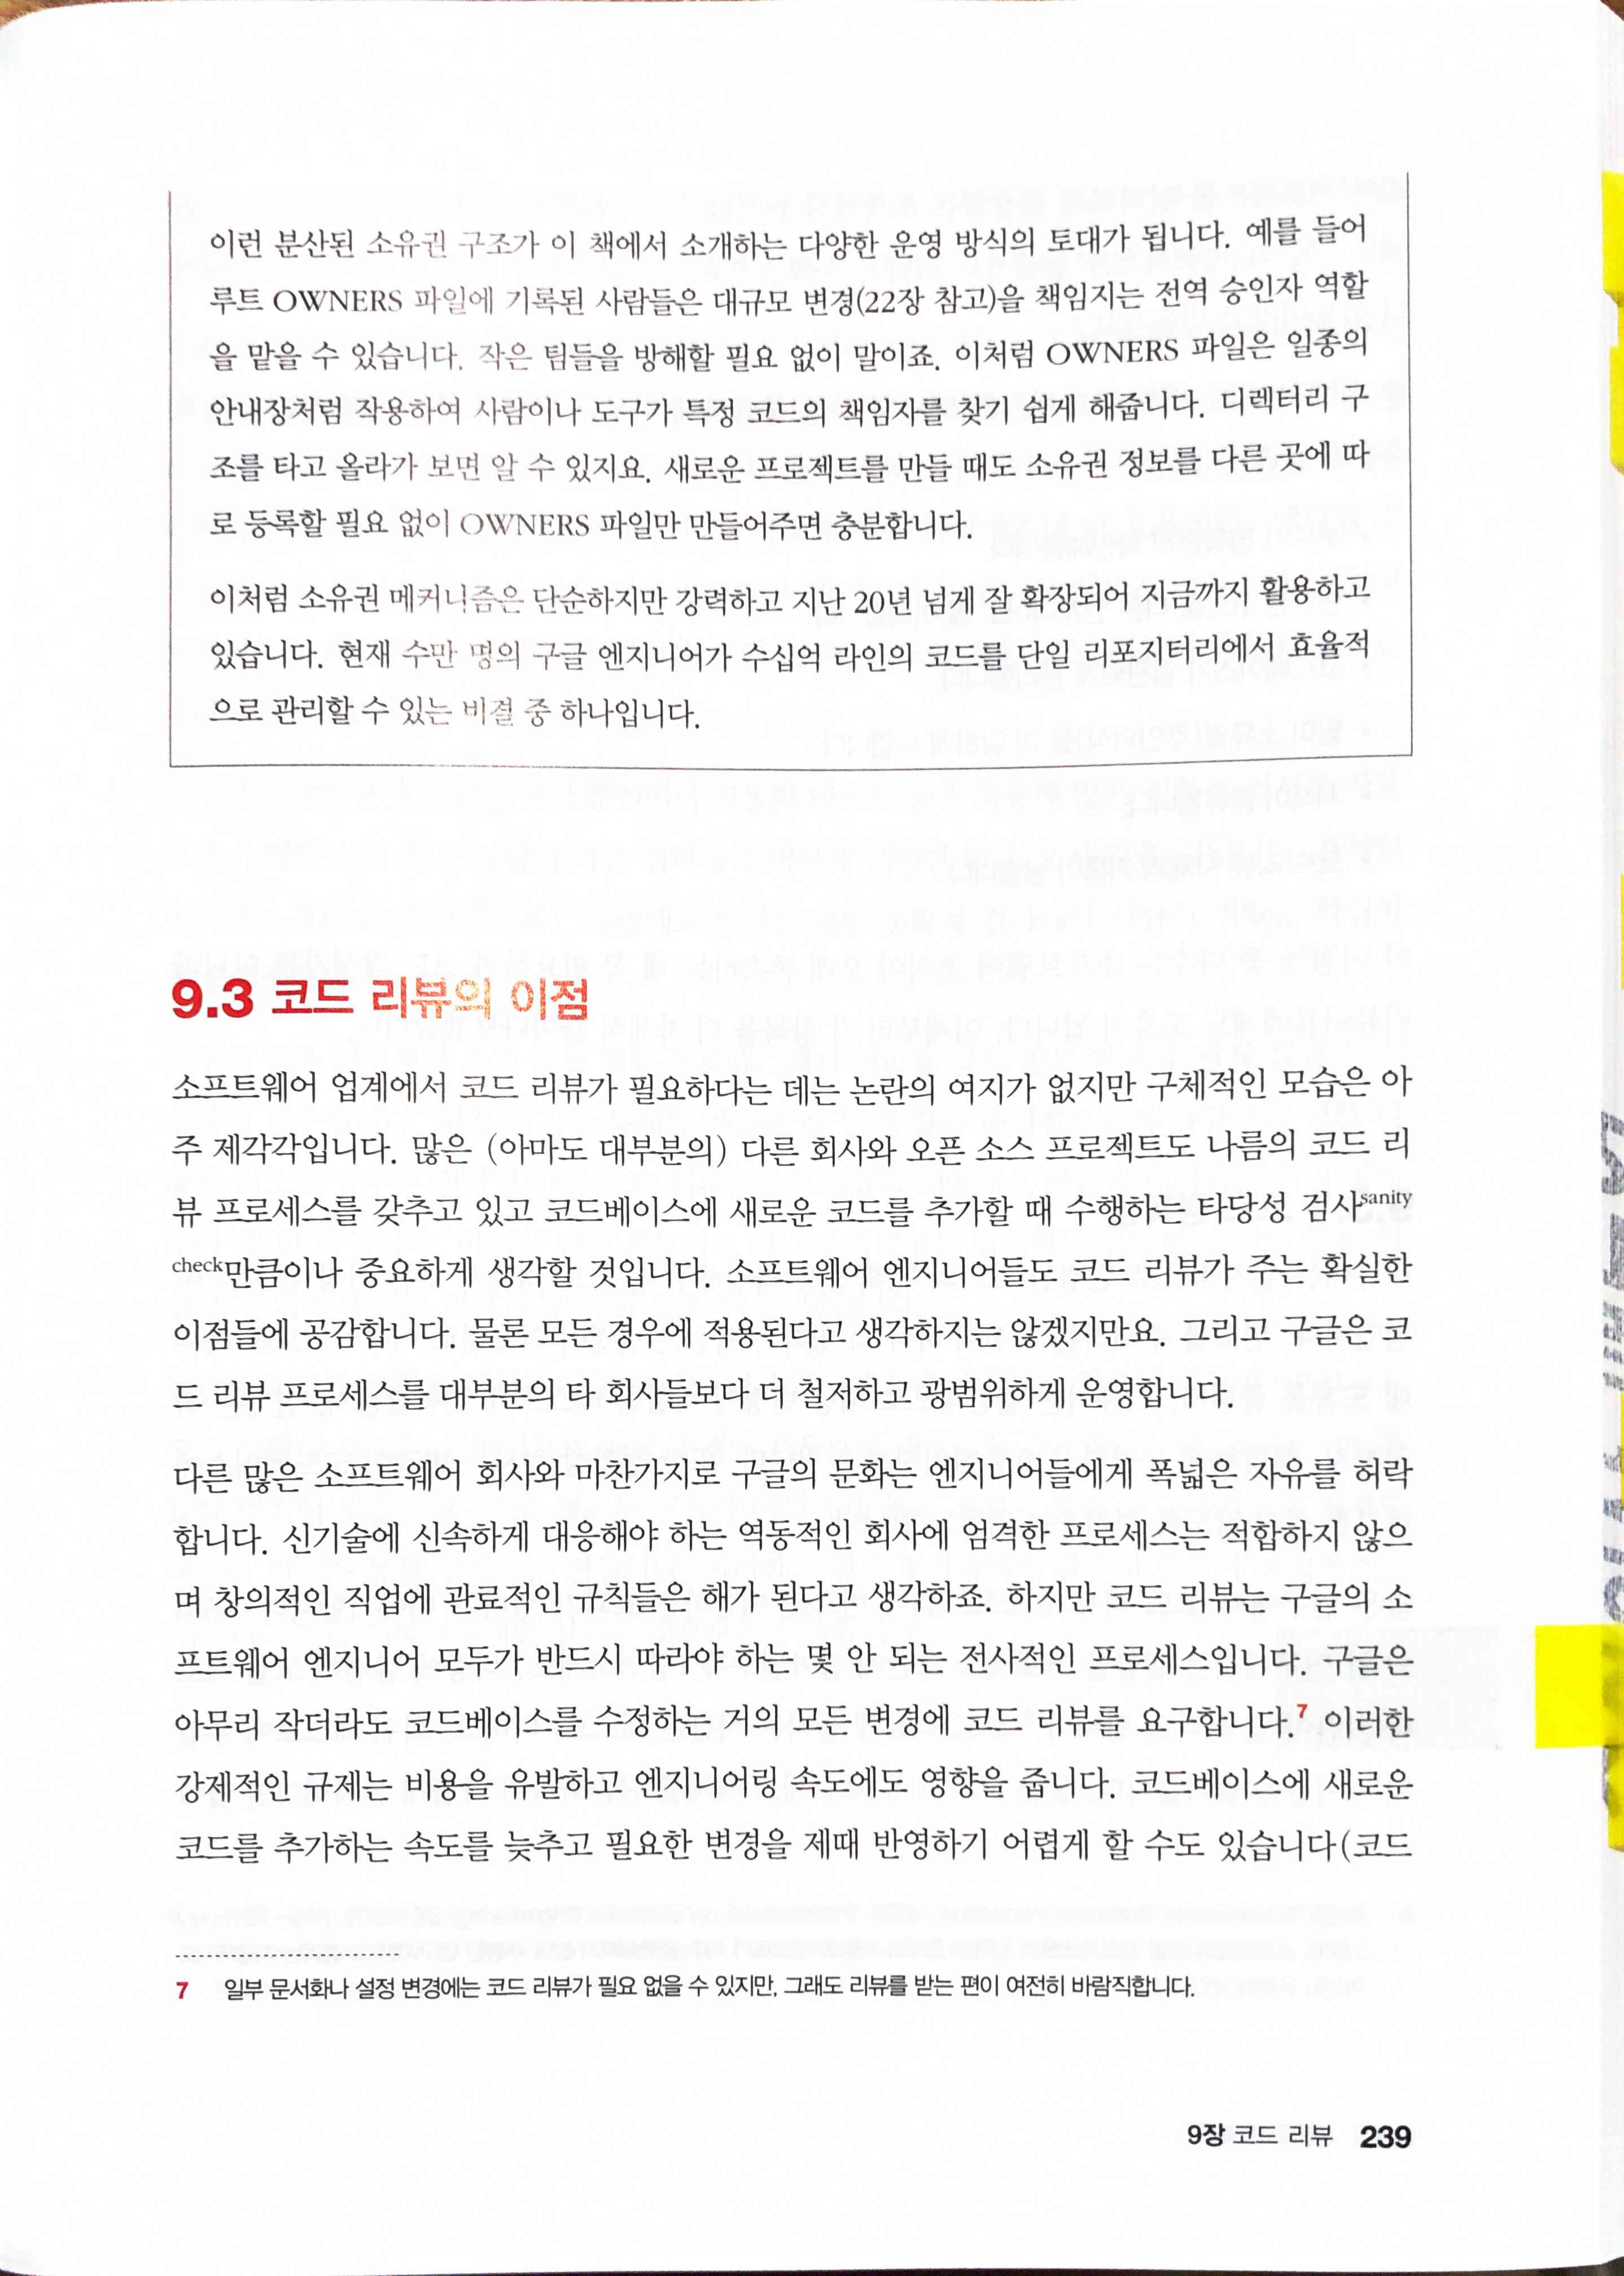 이런 분산된 소유권 구조가 이 책에서 소개하는 다양한 운영 방식의 토대가 됩니다. 예를 들어
루트 OWNERS 파일에 기록된 사람들은 대규모 변경(22장 참고)을 책임지는 전역 승인자 역할
을 맡을 수 있습니다. 작은 팀들을 방해할 필요 없이 말이죠. 이처럼 OWNERS 파일은 일종의
안내장처럼 작용하여 사람이나 도구가 특정 코드의 책임자를 찾기 쉽게 해줍니다. 디렉터리 구
조를 타고 올라가 보면 알 수 있지요. 새로운 프로젝트를 만들 때도 소유권 정보를 다른 곳에 따
로 등록할 필요 없이 OWNERS 파일만 만들어주면 충분합니다.
이처럼 소유권 메커니즘은 단순하지만 강력하고 지난 20년 넘게 잘 확장되어 지금까지 활용하고
있습니다. 현재 수만 명의 구글 엔지니어가 수십억 라인의 코드를 단일 리포지터리에서 효율적
으로 관리할 수 있는 비결 중 하나입니다.
9.3 코드 리뷰의 이점
소프트웨어 업계에서 코드 리뷰가 필요하다는 데는 논란의 여지가 없지만 구체적인 모습은 아
주 제각각입니다. 많은 (아마도 대부분의) 다른 회사와 오픈 소스 프로젝트도 나름의 코드 리
뷰 프로세스를 갖추고 있고 코드베이스에 새로운 코드를 추가할 때 수행하는 타당성 검사sanity
check만큼이나 중요하게 생각할 것입니다. 소프트웨어 엔지니어들도 코드 리뷰가 주는 확실한
이점들에 공감합니다. 물론 모든 경우에 적용된다고 생각하지는 않겠지만요. 그리고 구글은 코
드 리뷰 프로세스를 대부분의 타 회사들보다 더 철저하고 광범위하게 운영합니다.
다른 많은 소프트웨어 회사와 마찬가지로 구글의 문화는 엔지니어들에게 폭넓은 자유를 허락
합니다. 신기술에 신속하게 대응해야 하는 역동적인 회사에 엄격한 프로세스는 적합하지 않으
며 창의적인 직업에 관료적인 규칙들은 해가 된다고 생각하죠. 하지만 코드 리뷰는 구글의 소
프트웨어 엔지니어 모두가 반드시 따라야 하는 몇 안 되는 전사적인 프로세스입니다. 구글은
아무리 작더라도 코드베이스를 수정하는 거의 모든 변경에 코드 리뷰를 요구합니다.7 이러한
강제적인 규제는 비용을 유발하고 엔지니어링 속도에도 영향을 줍니다. 코드베이스에 새로운
코드를 추가하는 속도를 늦추고 필요한 변경을 제때 반영하기 어렵게 할 수도 있습니다(코드
7 일부 문서화나 설정 변경에는 코드 리뷰가 필요 없을 수 있지만, 그래도 리뷰를 받는 편이 여전히 바람직합니다.
9장 코드 리뷰 239